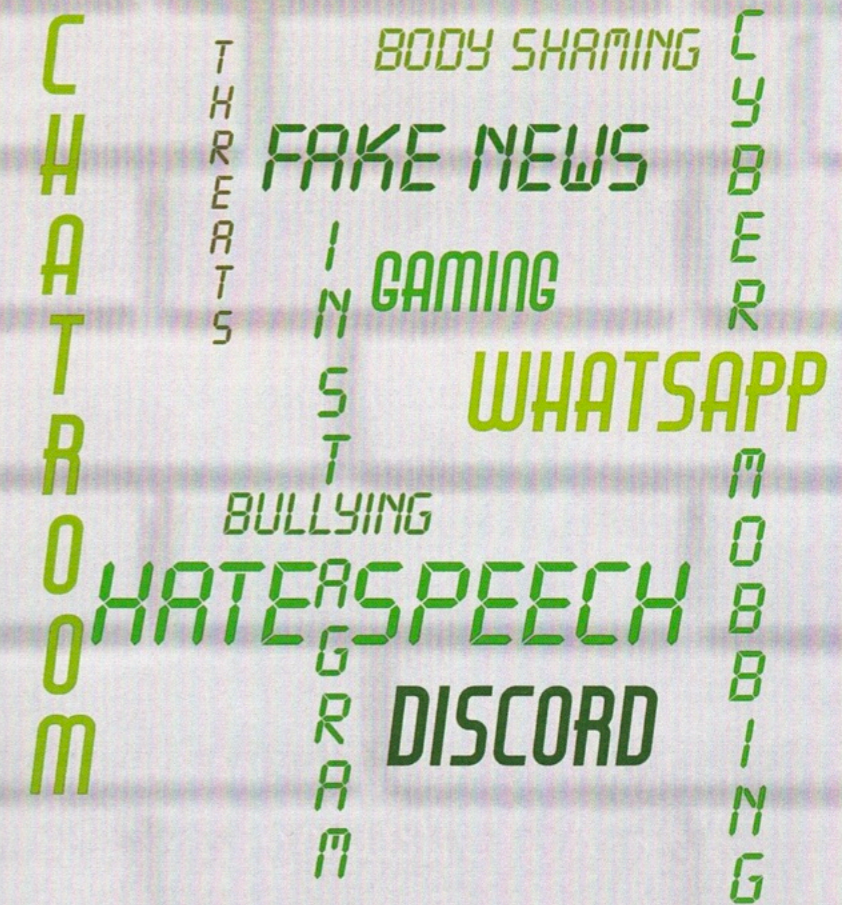 CHATROOM
THREATS
BODY SHAMING
CYBER
FAKE NEWS
INSTAGRAM
GAMING
WHATSAPP
MOBBING
BULLYING
HATESPEECH
DISCORD